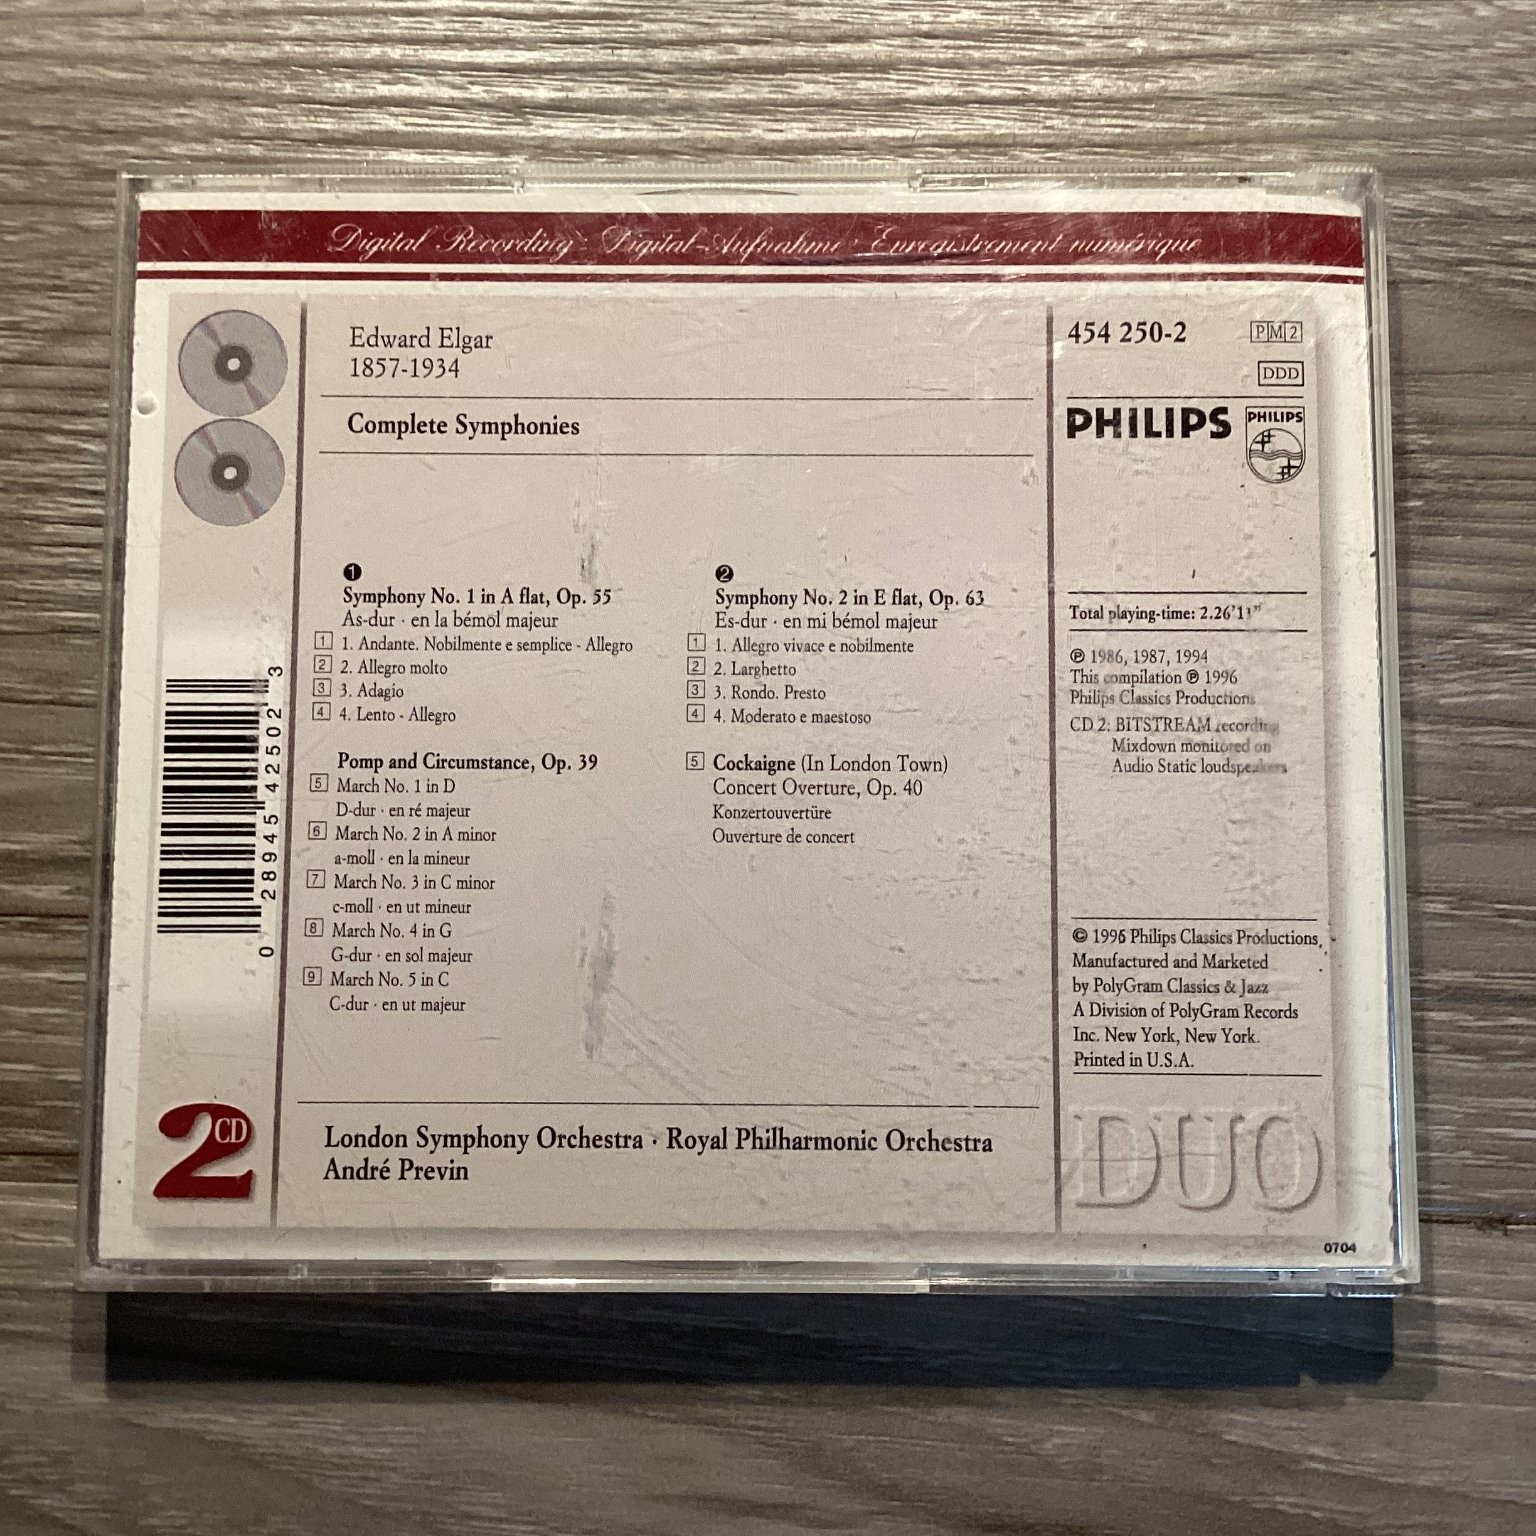 Digital Recording · Digital-Aufnahme · Enregistrement numérique
Edward Elgar
1857-1934
Complete Symphonies
1
Symphony No. 1 in A flat, Op. 55
As-dur · en la bémol majeur
1 1. Andante. Nobilmente e semplice - Allegro
2 2. Allegro molto
3 3. Adagio
4 4. Lento - Allegro
Pomp and Circumstance, Op. 39
5 March No. 1 in D
D-dur · en ré majeur
6 March No. 2 in A minor
a-moll · en la mineur
7 March No. 3 in C minor
c-moll · en ut mineur
8 March No. 4 in G
G-dur · en sol majeur
9 March No. 5 in C
C-dur · en ut majeur
2
Symphony No. 2 in E flat, Op. 63
Es-dur · en mi bémol majeur
1 1. Allegro vivace e nobilmente
2 2. Larghetto
3 3. Rondo. Presto
4 4. Moderato e maestoso
5 Cockaigne (In London Town)
Concert Overture, Op. 40
Konzertouvertüre
Ouverture de concert
London Symphony Orchestra · Royal Philharmonic Orchestra
André Previn
454 250-2
PM2
DDD
PHILIPS
PHILIPS
Total playing-time: 2.26'11"
℗ 1986, 1987, 1994
This compilation ℗ 1996
Philips Classics Productions
CD 2: BITSTREAM recording
Mixdown monitored on
Audio Static loudspeakers
© 1996 Philips Classics Productions,
Manufactured and Marketed
by PolyGram Classics & Jazz
A Division of PolyGram Records
Inc. New York, New York.
Printed in U.S.A.
DUO
0704
0 28945 42502 3
2 CD